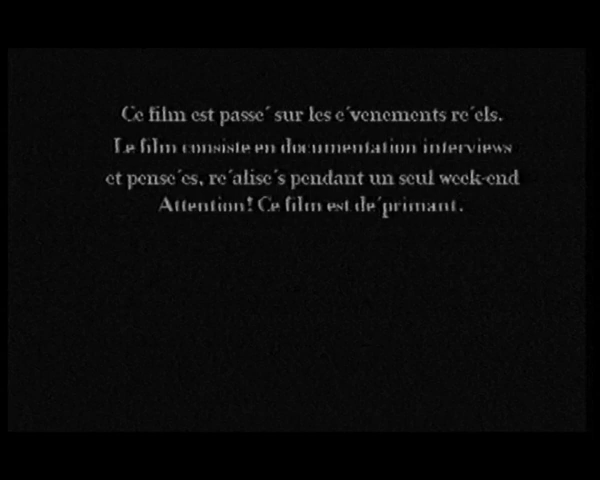 Ce film est passe´ sur les e´venements re´els.
Le film consiste en documentation interviews
et pense´es, re´alise´s pendant un seul week-end
Attention! Ce film est de´primant.